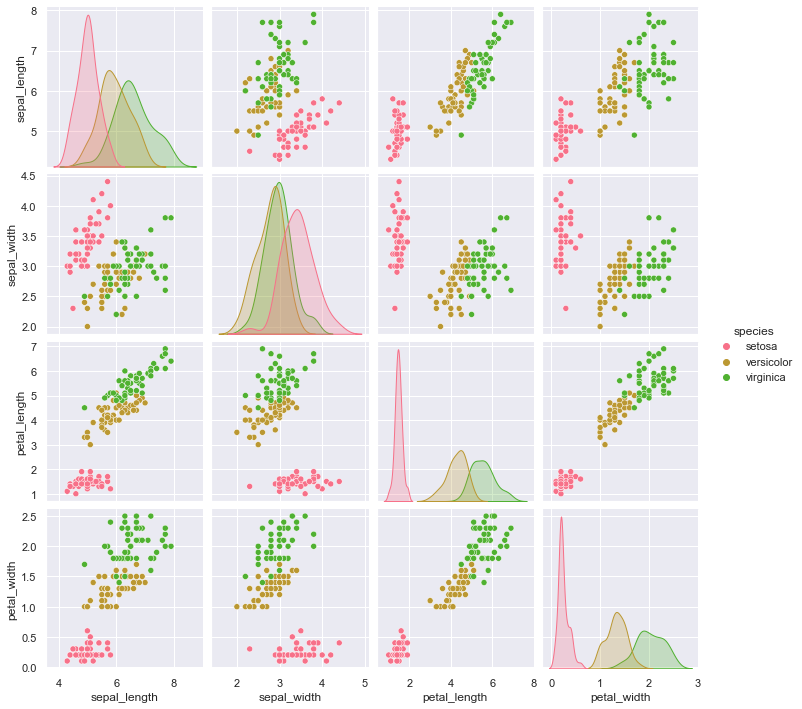 8
7
6
5
sepal_length
4.5
4.0
3.5
3.0
2.5
2.0
sepal_width
7
6
5
4
3
2
1
petal_length
2.5
2.0
1.5
1.0
0.5
0.0
petal_width
4 6 8
sepal_length
2 3 4 5
sepal_width
2 4 6 8
petal_length
0 1 2 3
petal_width
species
setosa
versicolor
virginica